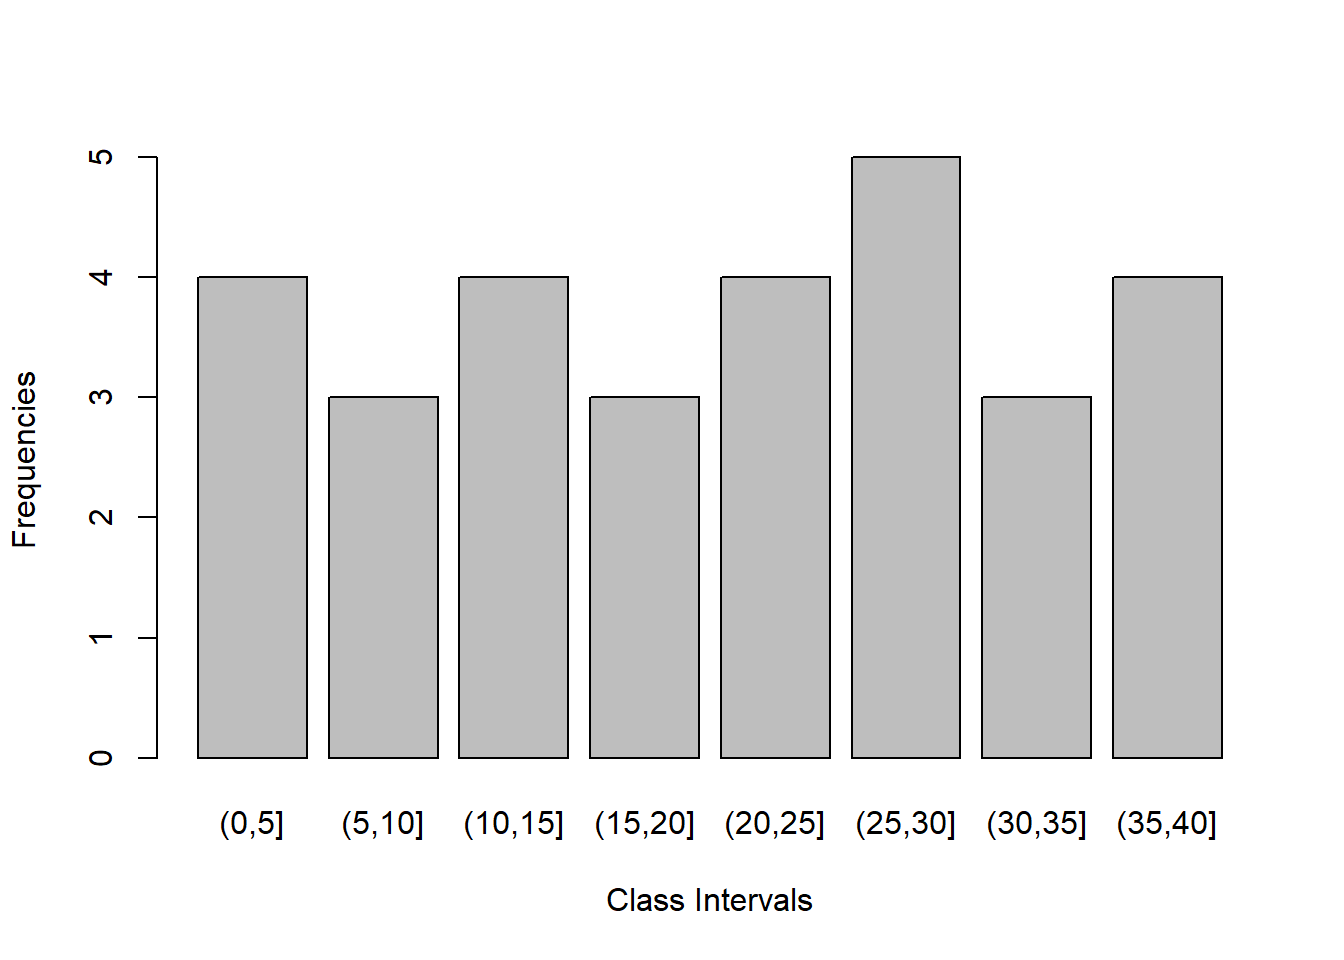 5
4
3
2
1
0
Frequencies
(0,5] (5,10] (10,15] (15,20] (20,25] (25,30] (30,35] (35,40]
Class Intervals